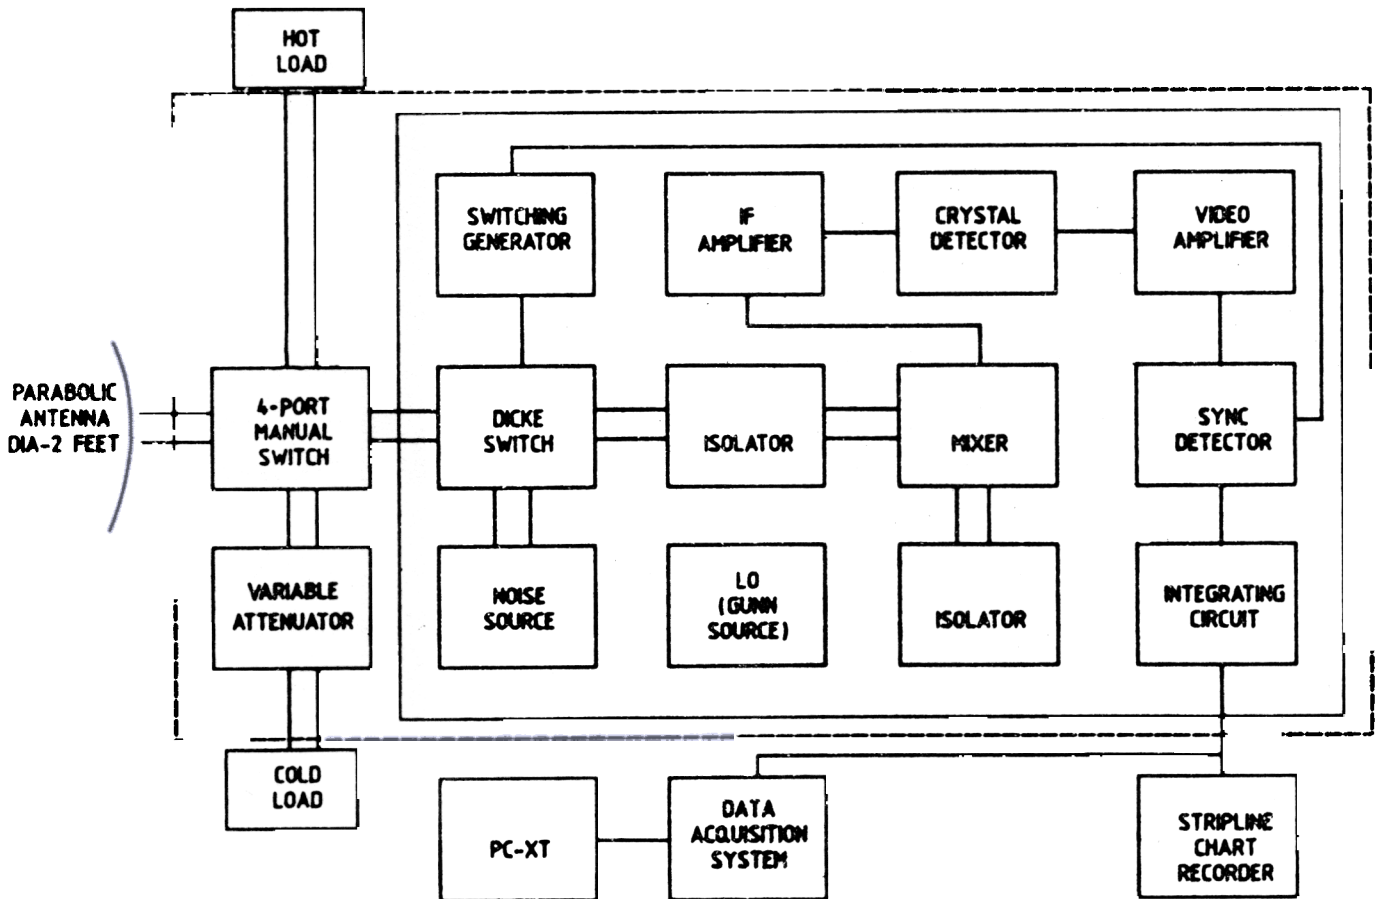 HOT
LOAD
SWITCHING
GENERATOR
IF
AMPLIFIER
CRYSTAL
DETECTOR
VIDEO
AMPLIFIER
PARABOLIC
ANTENNA
DIA-2 FEET
4-PORT
MANUAL
SWITCH
DICKE
SWITCH
ISOLATOR
MIXER
SYNC
DETECTOR
VARIABLE
ATTENUATOR
NOISE
SOURCE
LO
(GUNN
SOURCE)
ISOLATOR
INTEGRATING
CIRCUIT
COLD
LOAD
PC-XT
DATA
ACQUISITION
SYSTEM
STRIPLINE
CHART
RECORDER